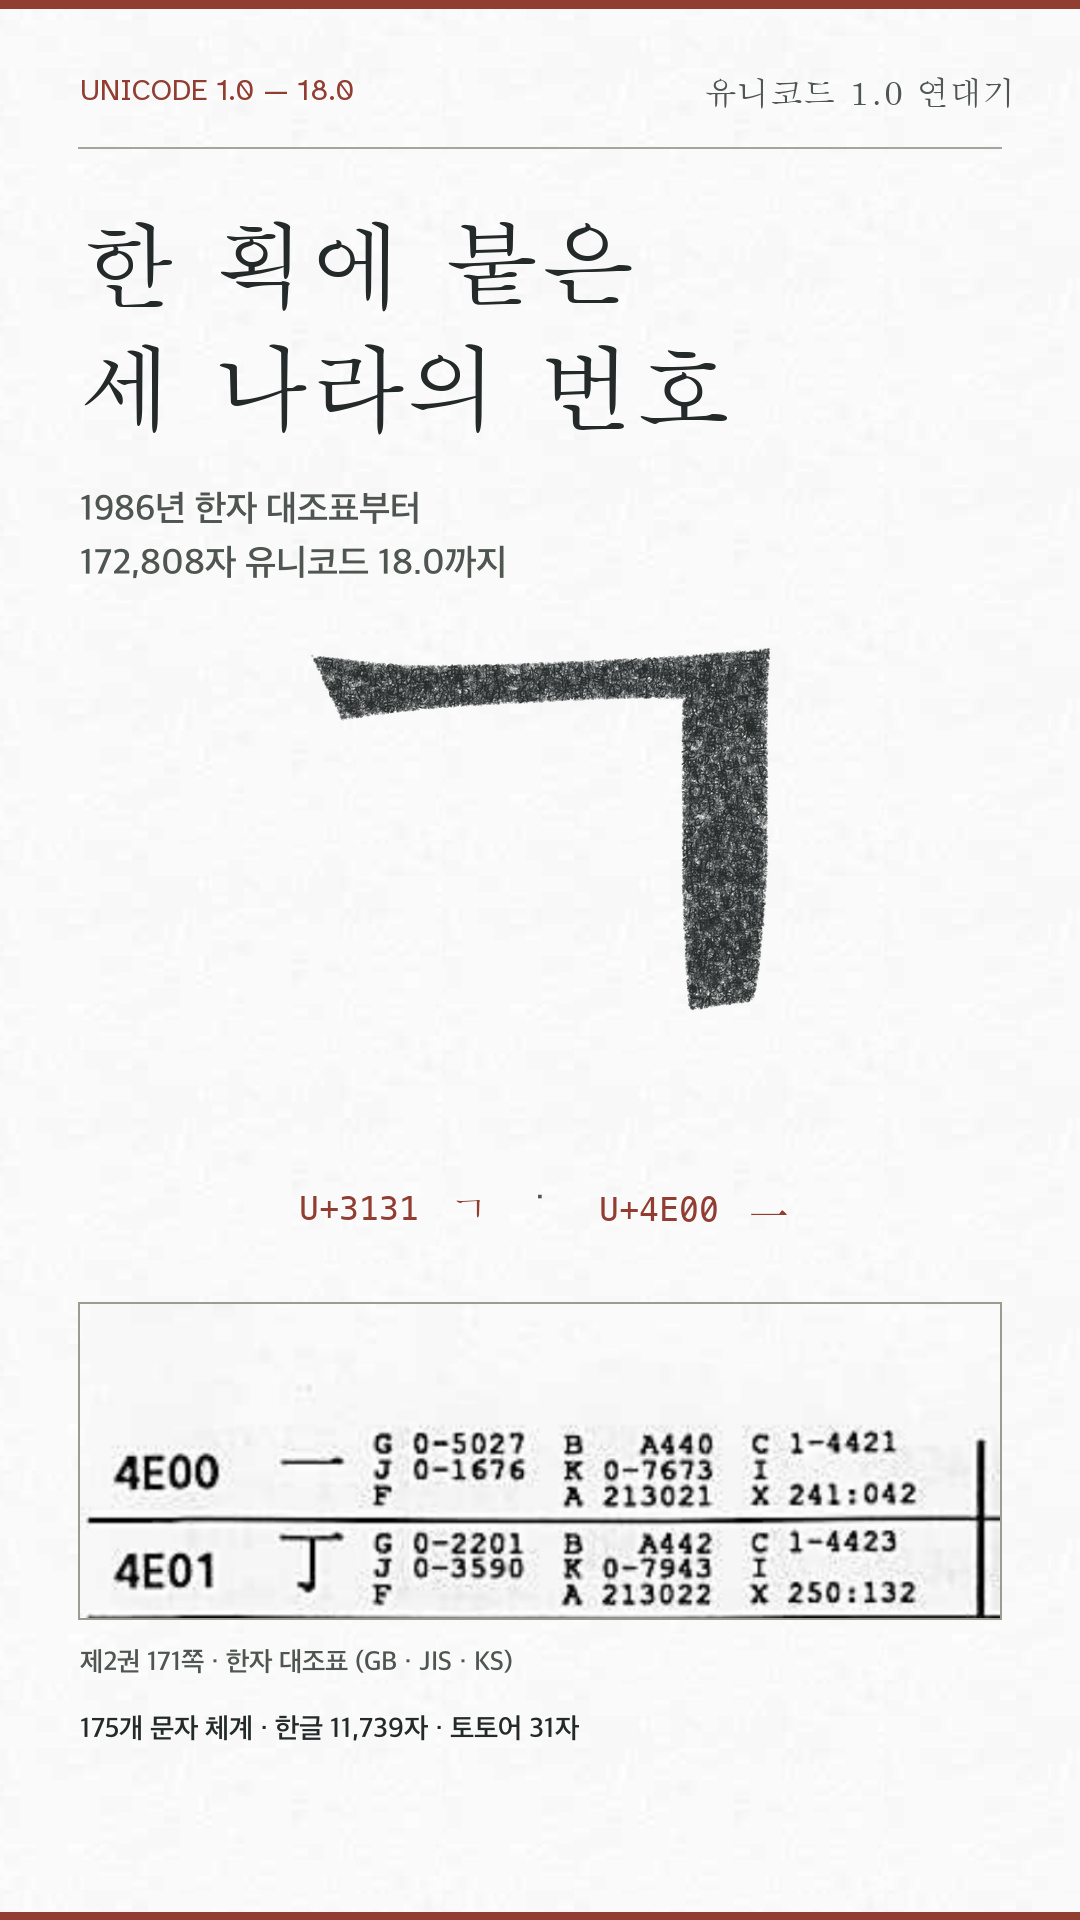 UNICODE 1.0 — 18.0
유니코드 1.0 연대기
한 획에 붙은
세 나라의 번호
1986년 한자 대조표부터
172,808자 유니코드 18.0까지
ㄱ
U+3131 ㄱ · U+4E00 一
4E00 一 G 0-5027 B A440 C 1-4421
J 0-1676 K 0-7673 I
F A 213021 X 241:042
4E01 丁 G 0-2201 B A442 C 1-4423
J 0-3590 K 0-7943 I
F A 213022 X 250:132
제2권 171쪽 · 한자 대조표 (GB · JIS · KS)
175개 문자 체계 · 한글 11,739자 · 토토어 31자